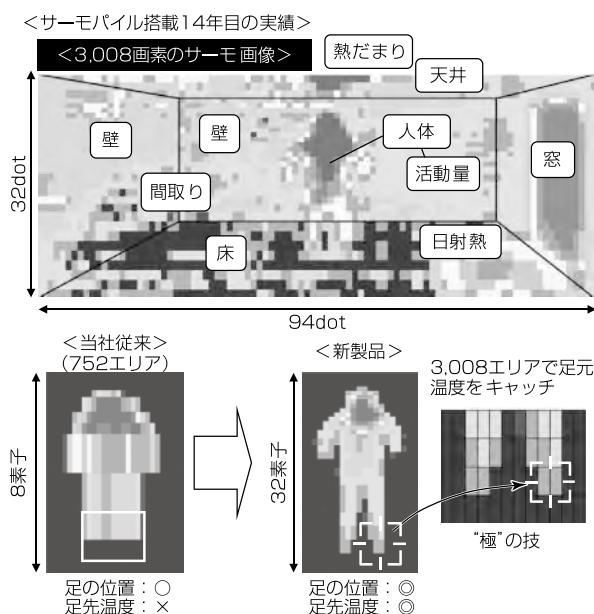 ＜サーモパイル搭載14年目の実績＞
＜3,008画素のサーモ画像＞
熱だまり
天井
壁
壁
人体
窓
活動量
間取り
日射熱
床
32dot
94dot
＜当社従来＞
（752エリア）
＜新製品＞
3,008エリアで足元
温度をキャッチ
8素子
32素子
“極”の技
足の位置：○
足先温度：×
足の位置：◎
足先温度：◎